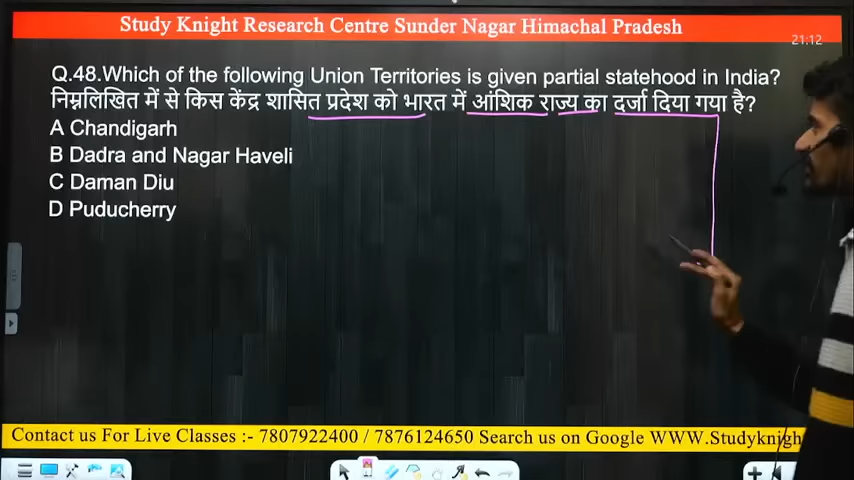 Study Knight Research Centre Sunder Nagar Himachal Pradesh
21:12
Q.48.Which of the following Union Territories is given partial statehood in India?
निम्नलिखित में से किस केंद्र शासित प्रदेश को भारत में आंशिक राज्य का दर्जा दिया गया है?
A Chandigarh
B Dadra and Nagar Haveli
C Daman Diu
D Puducherry
Contact us For Live Classes :- 7807922400 / 7876124650 Search us on Google